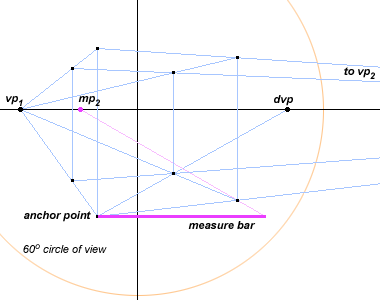 to vp2
vp1
mp2
dvp
anchor point
measure bar
60° circle of view